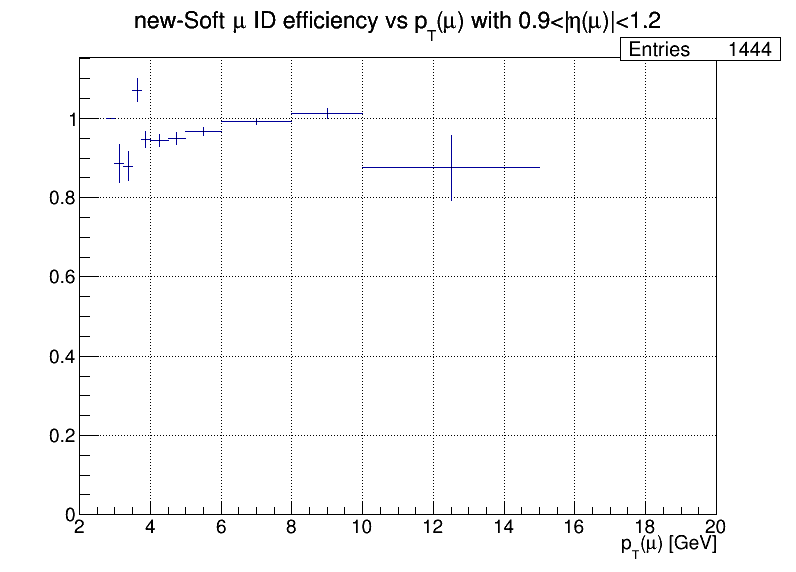 new-Soft μ ID efficiency vs p_T(μ) with 0.9<|η(μ)|<1.2
Entries 1444
1
0.8
0.6
0.4
0.2
0
2 4 6 8 10 12 14 16 18 20
p_T(μ) [GeV]